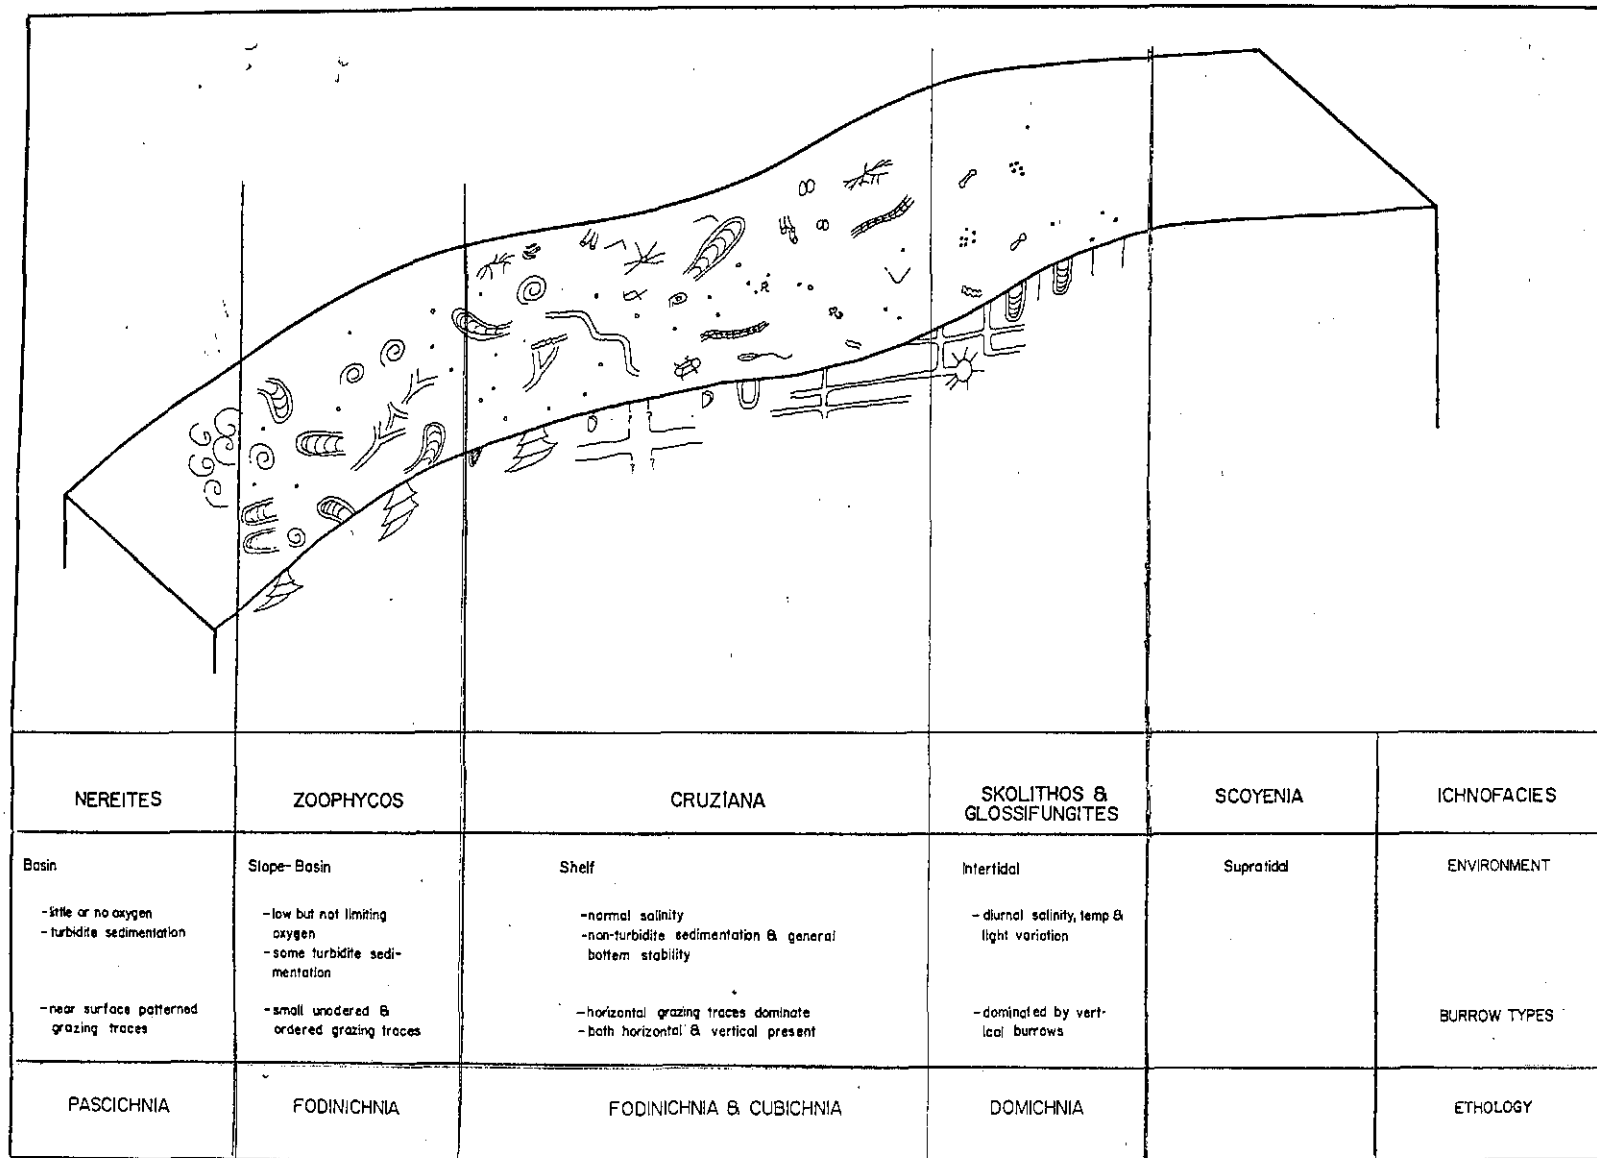 NEREITES
ZOOPHYCOS
CRUZIANA
SKOLITHOS &
GLOSSIFUNGITES
SCOYENIA
ICHNOFACIES
Basin
-little or no oxygen
-turbidite sedimentation
-near surface patterned
grazing traces
Slope-Basin
-low but not limiting
oxygen
-some turbidite sedi-
mentation
-small unodered &
ordered grazing traces
Shelf
-normal salinity
-non-turbidite sedimentation & general
bottem stability
-horizontal grazing traces dominate
-both horizontal & vertical present
Intertidal
-diurnal salinity, temp &
light variation
-dominated by vert-
ical burrows
Supratidal
ENVIRONMENT
BURROW TYPES
PASCICHNIA
FODINICHNIA
FODINICHNIA & CUBICHNIA
DOMICHNIA
ETHOLOGY